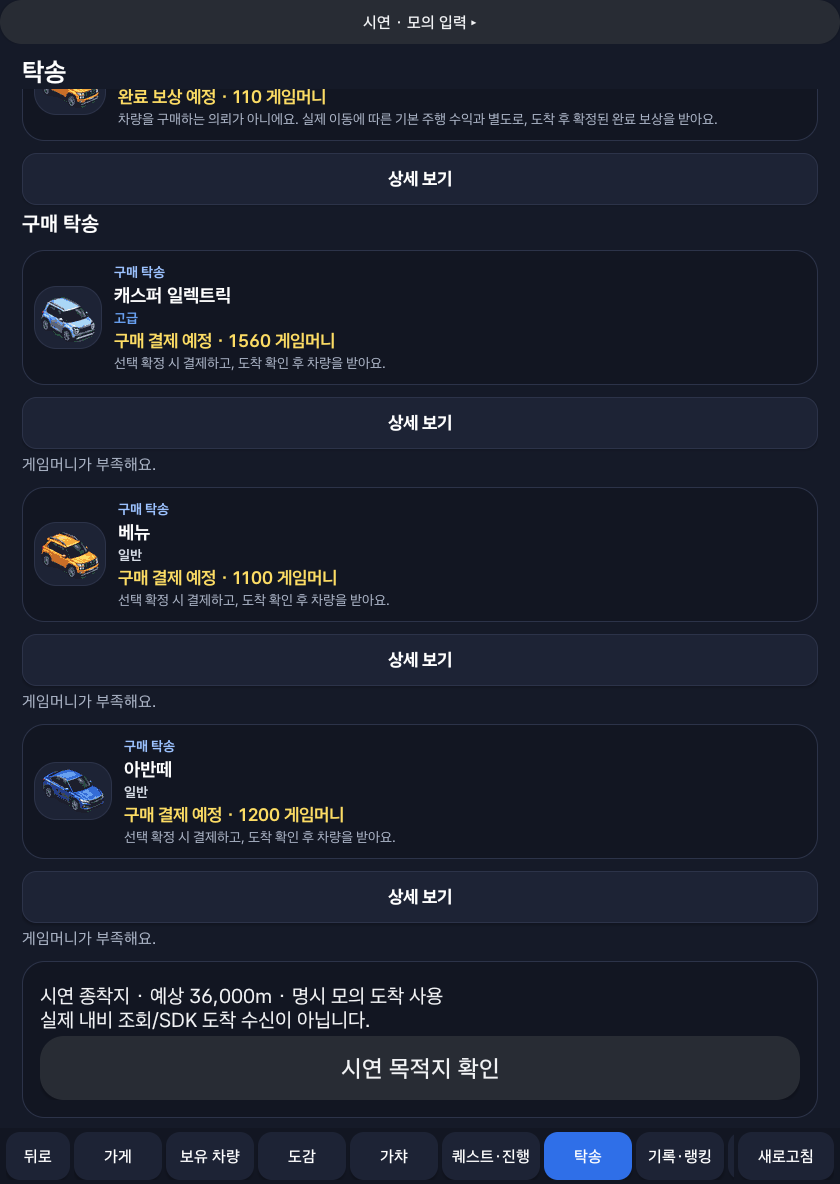 시연 · 모의 입력 ▸
탁송
완료 보상 예정 · 110 게임머니
차량을 구매하는 의뢰가 아니에요. 실제 이동에 따른 기본 주행 수익과 별도로, 도착 후 확정된 완료 보상을 받아요.
상세 보기
구매 탁송
구매 탁송
캐스퍼 일렉트릭
고급
구매 결제 예정 · 1560 게임머니
선택 확정 시 결제하고, 도착 확인 후 차량을 받아요.
상세 보기
게임머니가 부족해요.
구매 탁송
베뉴
일반
구매 결제 예정 · 1100 게임머니
선택 확정 시 결제하고, 도착 확인 후 차량을 받아요.
상세 보기
게임머니가 부족해요.
구매 탁송
아반떼
일반
구매 결제 예정 · 1200 게임머니
선택 확정 시 결제하고, 도착 확인 후 차량을 받아요.
상세 보기
게임머니가 부족해요.
시연 종착지 · 예상 36,000m · 명시 모의 도착 사용
실제 내비 조회/SDK 도착 수신이 아닙니다.
시연 목적지 확인
뒤로 가게 보유 차량 도감 가챠 퀘스트·진행 탁송 기록·랭킹 새로고침